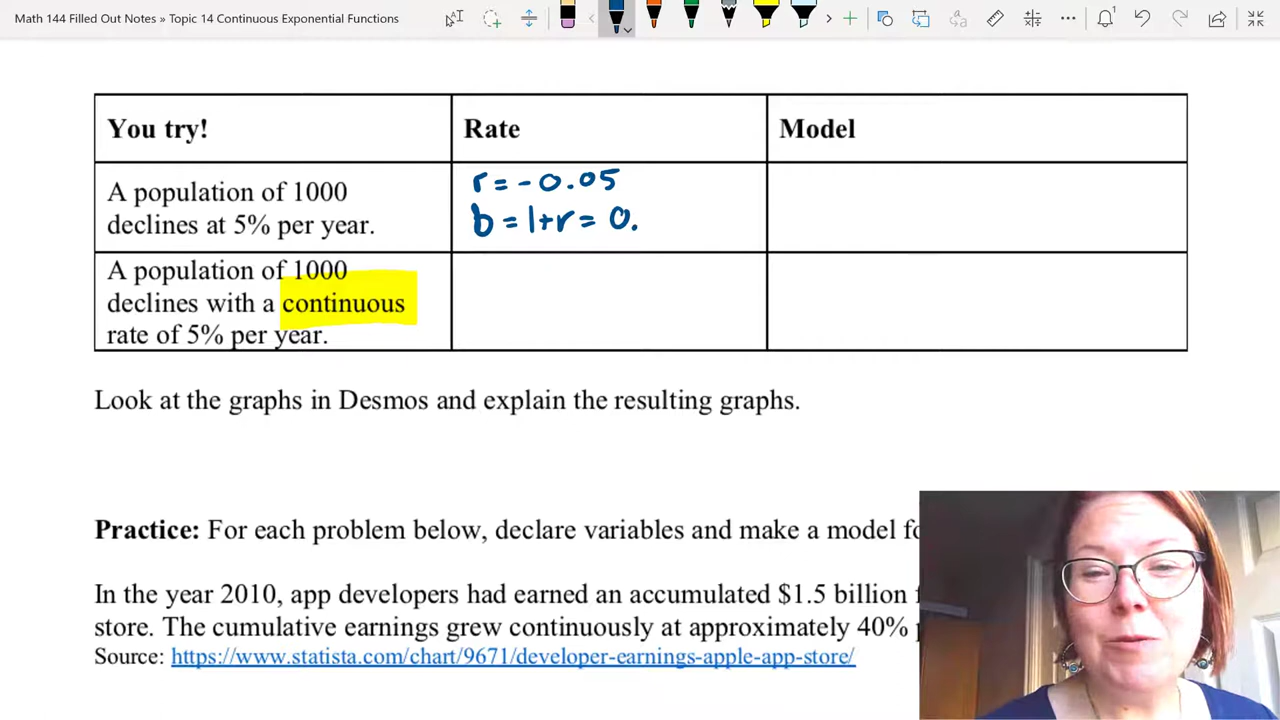 Math 144 Filled Out Notes » Topic 14 Continuous Exponential Functions
You try!
Rate
Model
A population of 1000
declines at 5% per year.
r = -0.05
b = 1+r = 0.
A population of 1000
declines with a continuous
rate of 5% per year.
Look at the graphs in Desmos and explain the resulting graphs.
Practice: For each problem below, declare variables and make a model
In the year 2010, app developers had earned an accumulated $1.5 billion
store. The cumulative earnings grew continuously at approximately 40%
Source: https://www.statista.com/chart/9671/developer-earnings-apple-app-store/